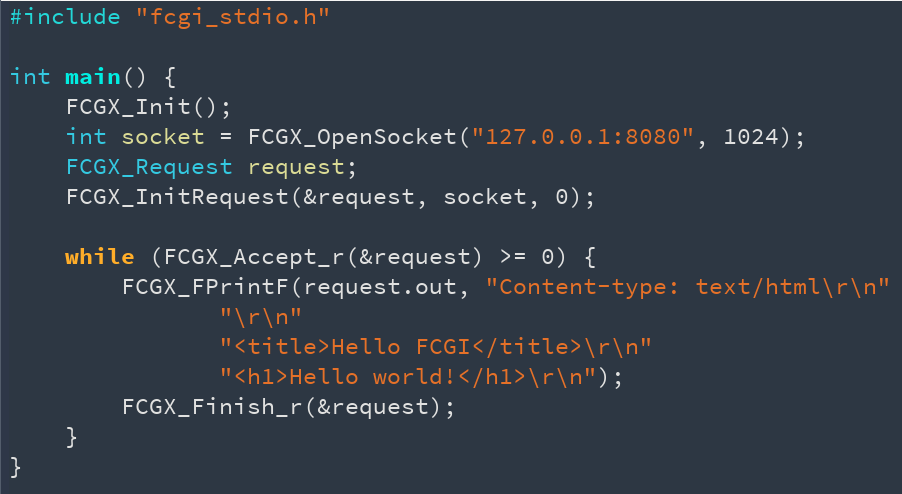 #include "fcgi_stdio.h"

int main() {
    FCGX_Init();
    int socket = FCGX_OpenSocket("127.0.0.1:8080", 1024);
    FCGX_Request request;
    FCGX_InitRequest(&request, socket, 0);

    while (FCGX_Accept_r(&request) >= 0) {
        FCGX_FPrintF(request.out, "Content-type: text/html\r\n"
               "\r\n"
               "<title>Hello FCGI</title>\r\n"
               "<h1>Hello world!</h1>\r\n");
        FCGX_Finish_r(&request);
    }
}